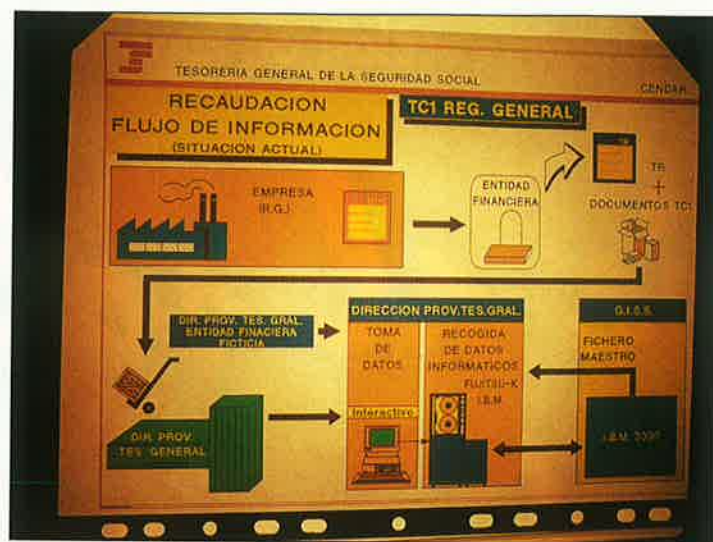 TESORERIA GENERAL DE LA SEGURIDAD SOCIAL
CENDAR
RECAUDACION
FLUJO DE INFORMACION
(SITUACION ACTUAL)
TC1 REG. GENERAL
EMPRESA
(R.G.)
ENTIDAD
FINANCIERA
TR
+
DOCUMENTOS TC1
DIR. PROV. TES. GRAL.
ENTIDAD FINACIERA
FICTICIA
DIRECCION PROV.TES.GRAL.
TOMA
DE
DATOS
RECOGIDA
DE DATOS
INFORMATICOS
FUJITSU-K
I.B.M.
G.I.S.S.
FICHERO
MAESTRO
Interactivo
DIR. PROV.
TES. GENERAL
I.B.M.